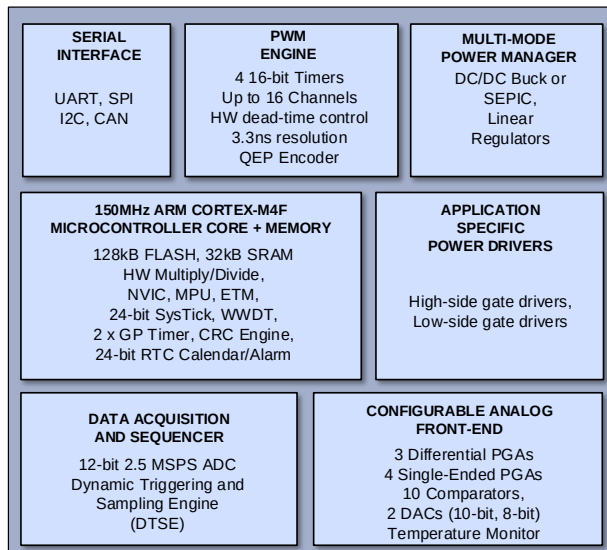 SERIAL
INTERFACE
UART, SPI
I2C, CAN
PWM
ENGINE
4 16-bit Timers
Up to 16 Channels
HW dead-time control
3.3ns resolution
QEP Encoder
MULTI-MODE
POWER MANAGER
DC/DC Buck or
SEPIC,
Linear
Regulators
150MHz ARM CORTEX-M4F
MICROCONTROLLER CORE + MEMORY
128kB FLASH, 32kB SRAM
HW Multiply/Divide,
NVIC, MPU, ETM,
24-bit SysTick, WWDT,
2 x GP Timer, CRC Engine,
24-bit RTC Calendar/Alarm
APPLICATION
SPECIFIC
POWER DRIVERS
High-side gate drivers,
Low-side gate drivers
DATA ACQUISITION
AND SEQUENCER
12-bit 2.5 MSPS ADC
Dynamic Triggering and
Sampling Engine
(DTSE)
CONFIGURABLE ANALOG
FRONT-END
3 Differential PGAs
4 Single-Ended PGAs
10 Comparators,
2 DACs (10-bit, 8-bit)
Temperature Monitor